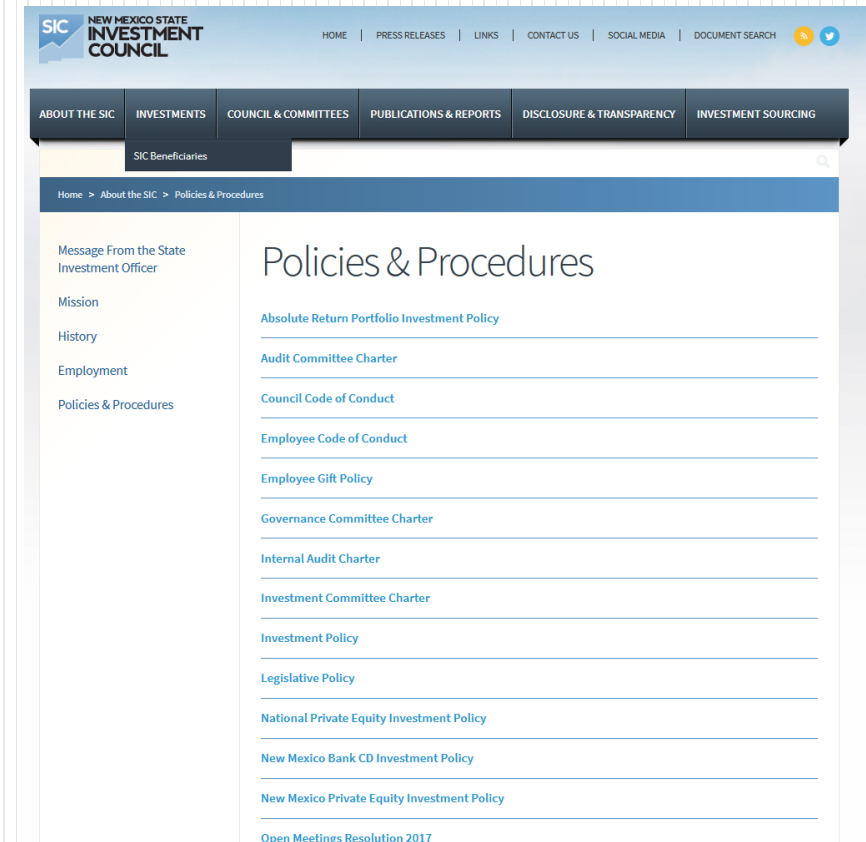 SIC
NEW MEXICO STATE
INVESTMENT
COUNCIL
HOME | PRESS RELEASES | LINKS | CONTACT US | SOCIAL MEDIA | DOCUMENT SEARCH
ABOUT THE SIC
INVESTMENTS
COUNCIL & COMMITTEES
PUBLICATIONS & REPORTS
DISCLOSURE & TRANSPARENCY
INVESTMENT SOURCING
SIC Beneficiaries
Home > About the SIC > Policies & Procedures
Message From the State
Investment Officer
Mission
History
Employment
Policies & Procedures
Policies & Procedures
Absolute Return Portfolio Investment Policy
Audit Committee Charter
Council Code of Conduct
Employee Code of Conduct
Employee Gift Policy
Governance Committee Charter
Internal Audit Charter
Investment Committee Charter
Investment Policy
Legislative Policy
National Private Equity Investment Policy
New Mexico Bank CD Investment Policy
New Mexico Private Equity Investment Policy
Open Meetings Resolution 2017